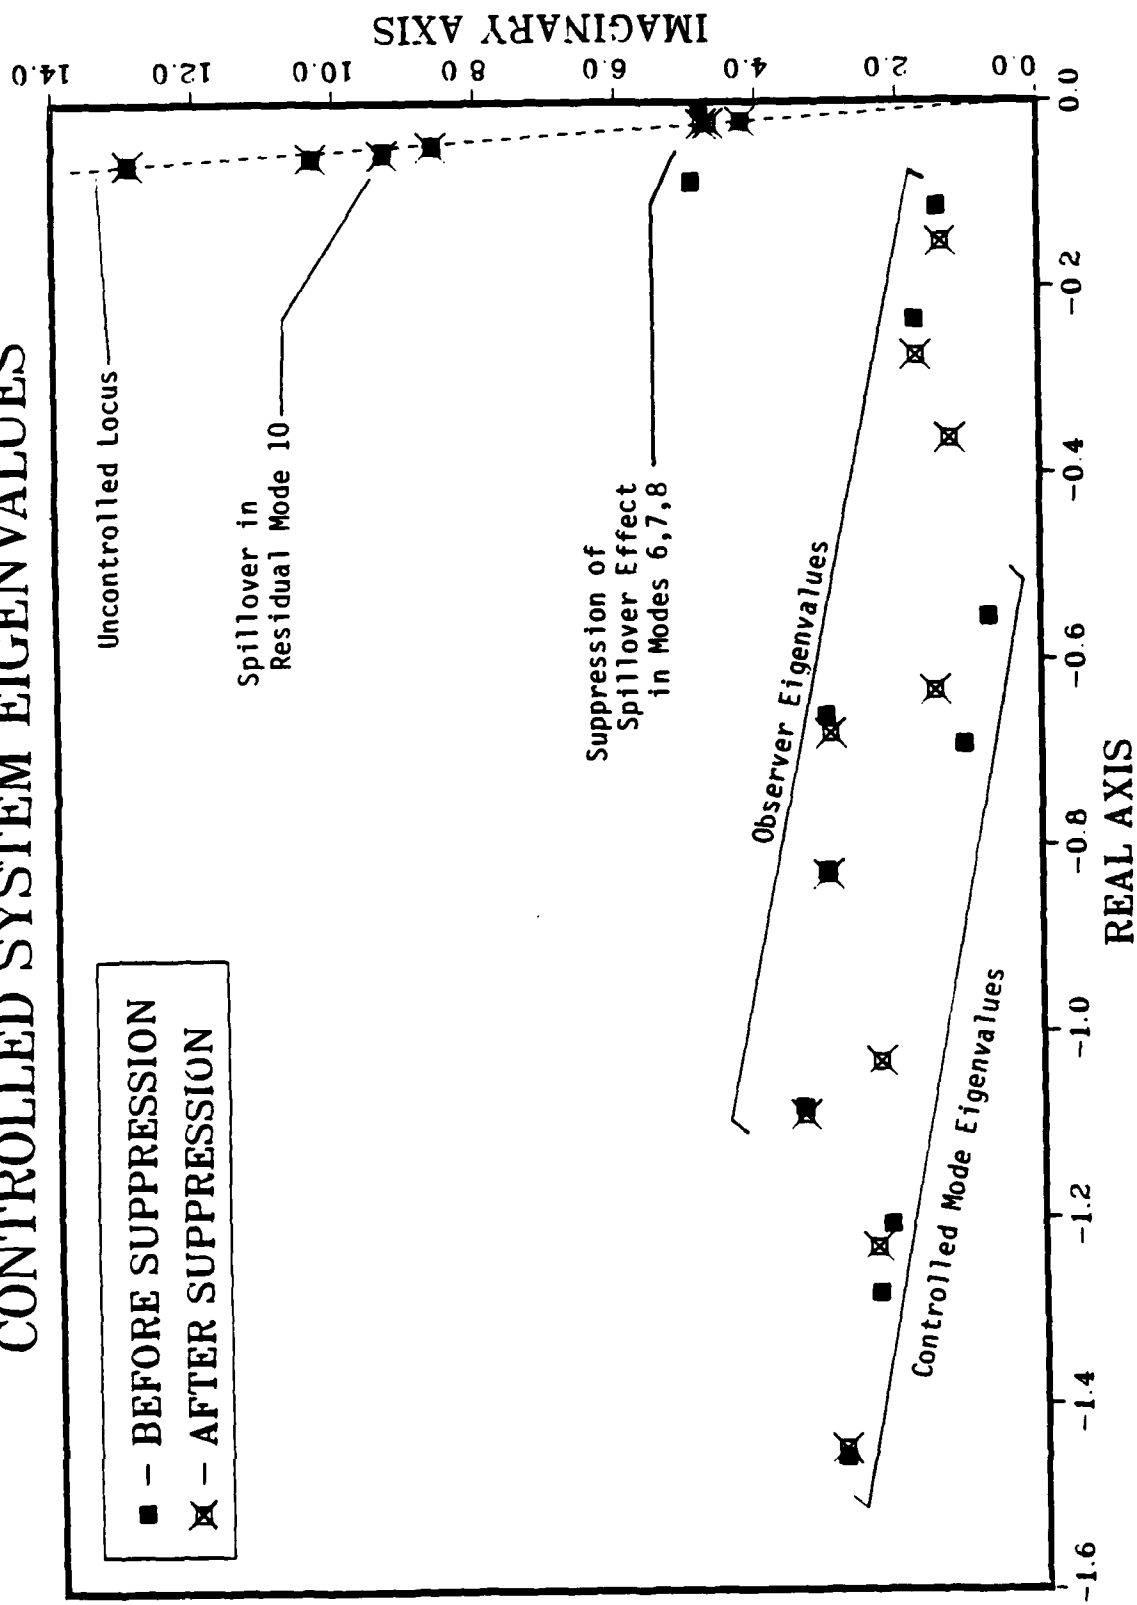 CONTROLLED SYSTEM EIGENVALUES
■ – BEFORE SUPPRESSION
⊠ – AFTER SUPPRESSION
Uncontrolled Locus
Spillover in
Residual Mode 10
Suppression of
Spillover Effect
in Modes 6,7,8
Observer Eigenvalues
Controlled Mode Eigenvalues
IMAGINARY AXIS
14.0
12.0
10.0
8.0
6.0
4.0
2.0
0.0
-1.6
-1.4
-1.2
-1.0
-0.8
-0.6
-0.4
-0.2
0.0
REAL AXIS